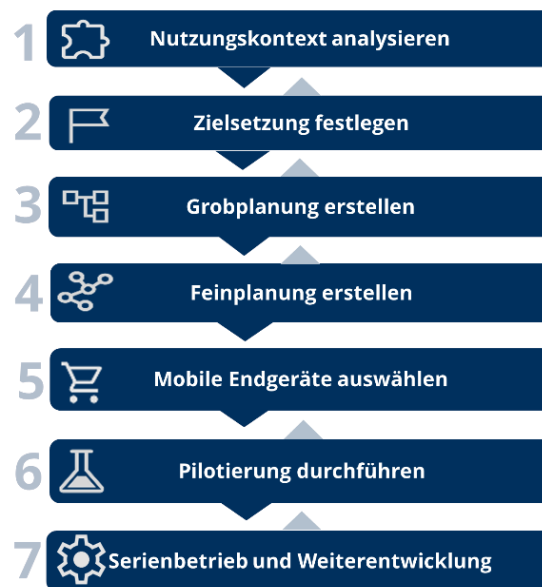 1 Nutzungskontext analysieren
2 Zielsetzung festlegen
3 Grobplanung erstellen
4 Feinplanung erstellen
5 Mobile Endgeräte auswählen
6 Pilotierung durchführen
7 Serienbetrieb und Weiterentwicklung